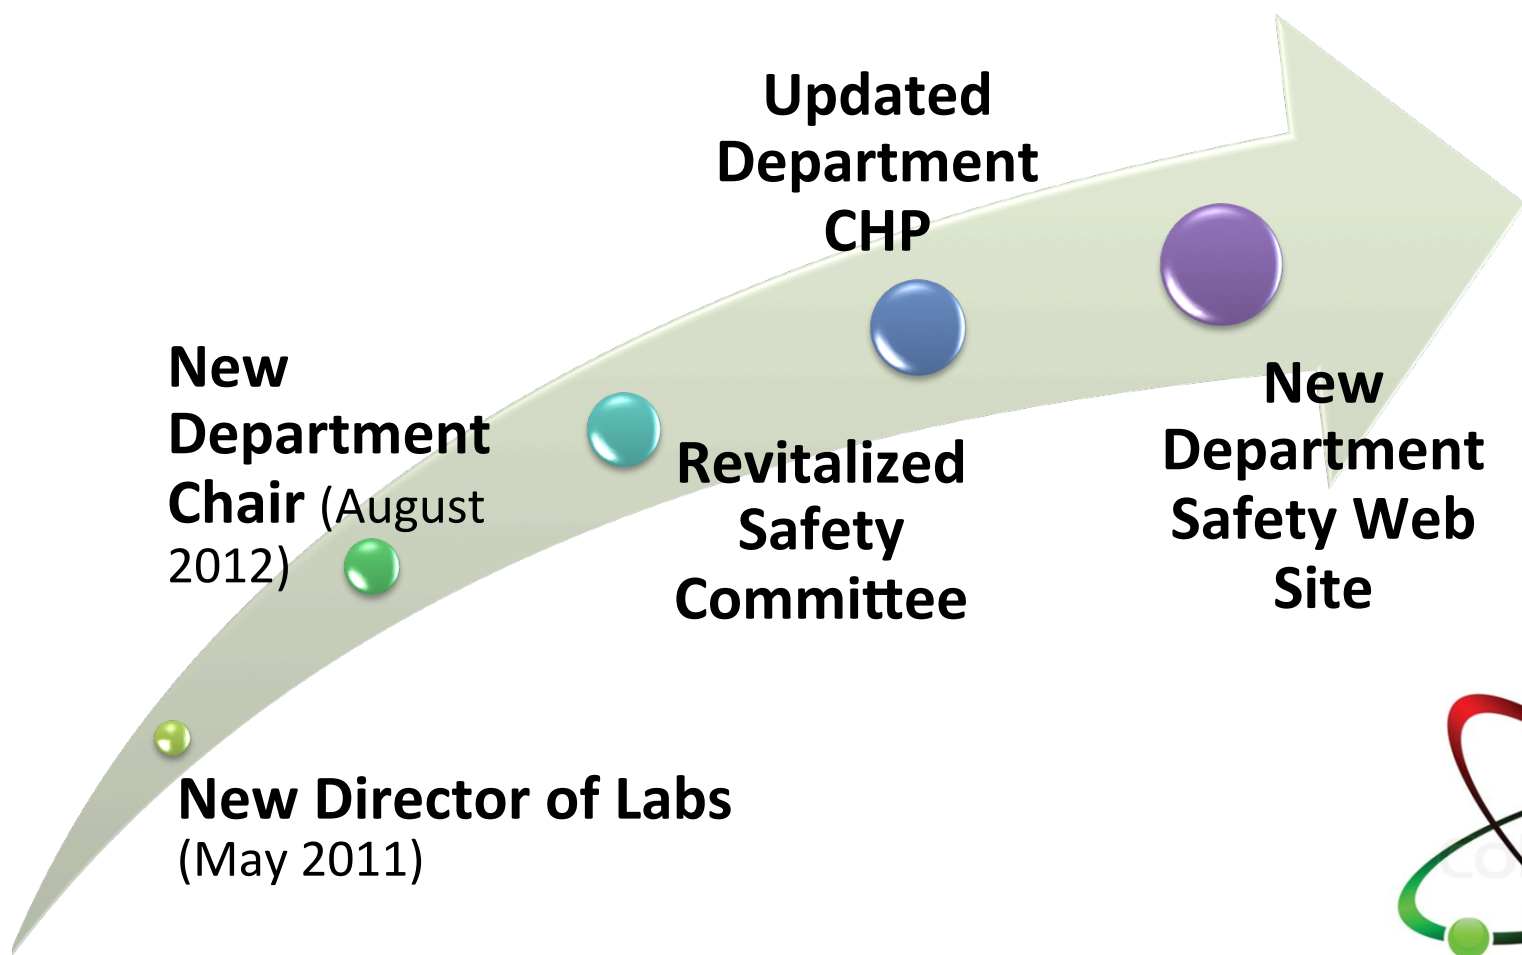 Updated
Department
CHP
New
Department
Chair (August
2012)
Revitalized
Safety
Committee
New
Department
Safety Web
Site
New Director of Labs
(May 2011)